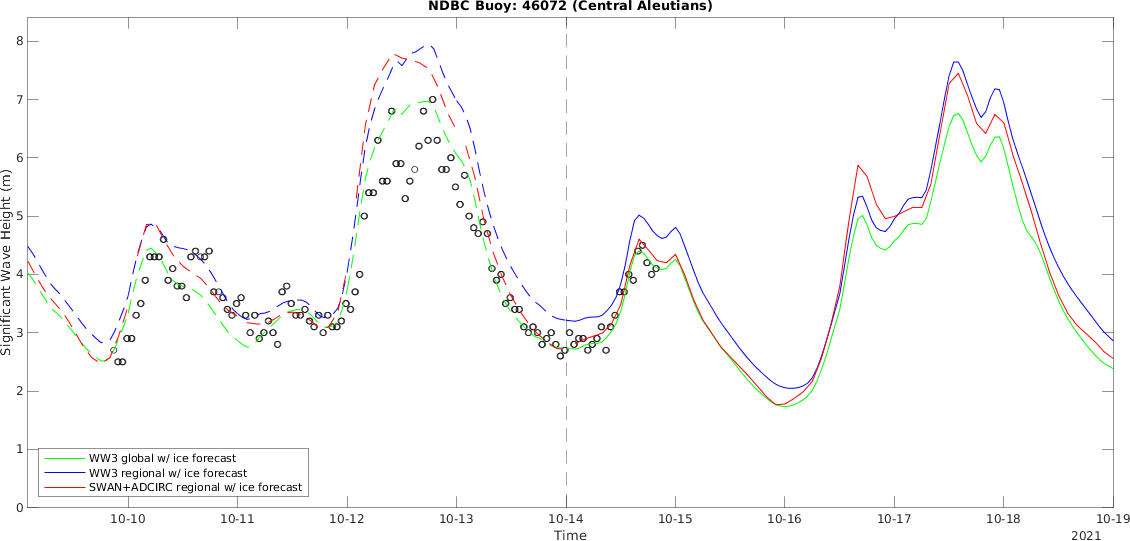 NDBC Buoy: 46072 (Central Aleutians)
8
7
6
5
4
3
2
1
0
Significant Wave Height (m)
WW3 global w/ ice forecast
WW3 regional w/ ice forecast
SWAN+ADCIRC regional w/ ice forecast
10-10 10-11 10-12 10-13 10-14 10-15 10-16 10-17 10-18 10-19
Time
2021